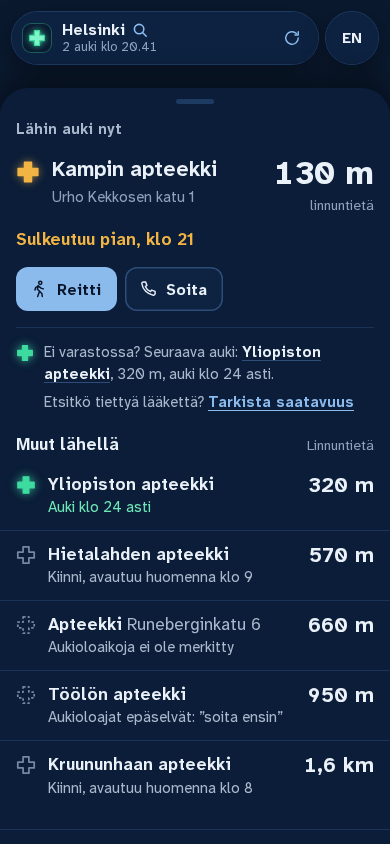 Helsinki
2 auki klo 20.41
EN
Lähin auki nyt
Kampin apteekki
130 m
Urho Kekkosen katu 1
linnuntietä
Sulkeutuu pian, klo 21
Reitti
Soita
Ei varastossa? Seuraava auki: Yliopiston
apteekki, 320 m, auki klo 24 asti.
Etsitkö tiettyä lääkettä? Tarkista saatavuus
Muut lähellä
Linnuntietä
Yliopiston apteekki
320 m
Auki klo 24 asti
Hietalahden apteekki
570 m
Kiinni, avautuu huomenna klo 9
Apteekki Runeberginkatu 6
660 m
Aukioloaikoja ei ole merkitty
Töölön apteekki
950 m
Aukioloajat epäselvät: ”soita ensin”
Kruununhaan apteekki
1,6 km
Kiinni, avautuu huomenna klo 8